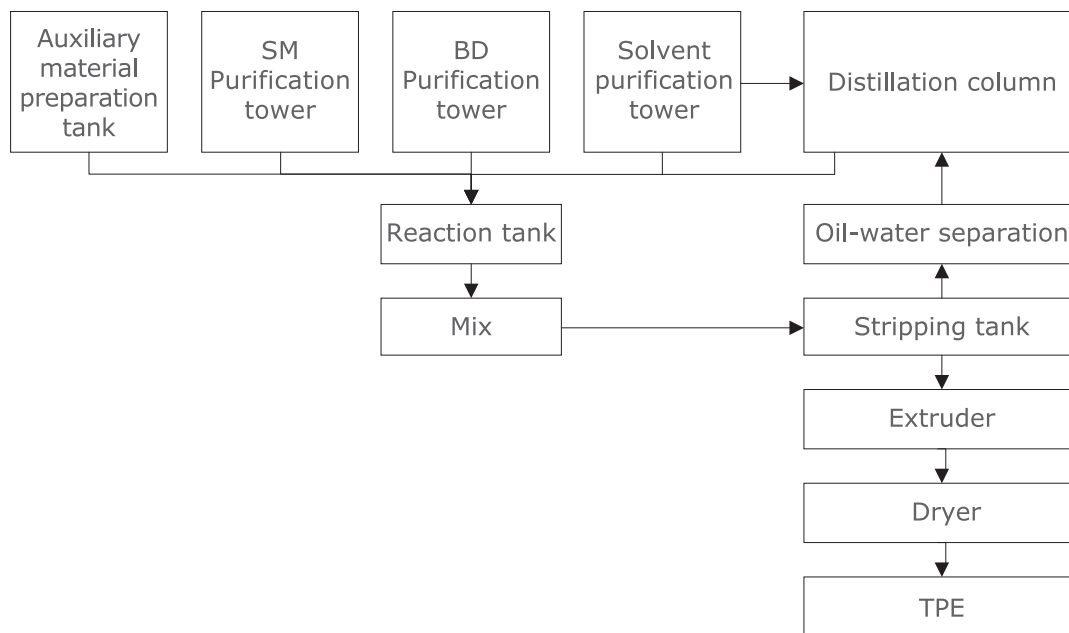 Auxiliary
material
preparation
tank
SM
Purification
tower
BD
Purification
tower
Solvent
purification
tower
Distillation column
Reaction tank
Oil-water separation
Mix
Stripping tank
Extruder
Dryer
TPE